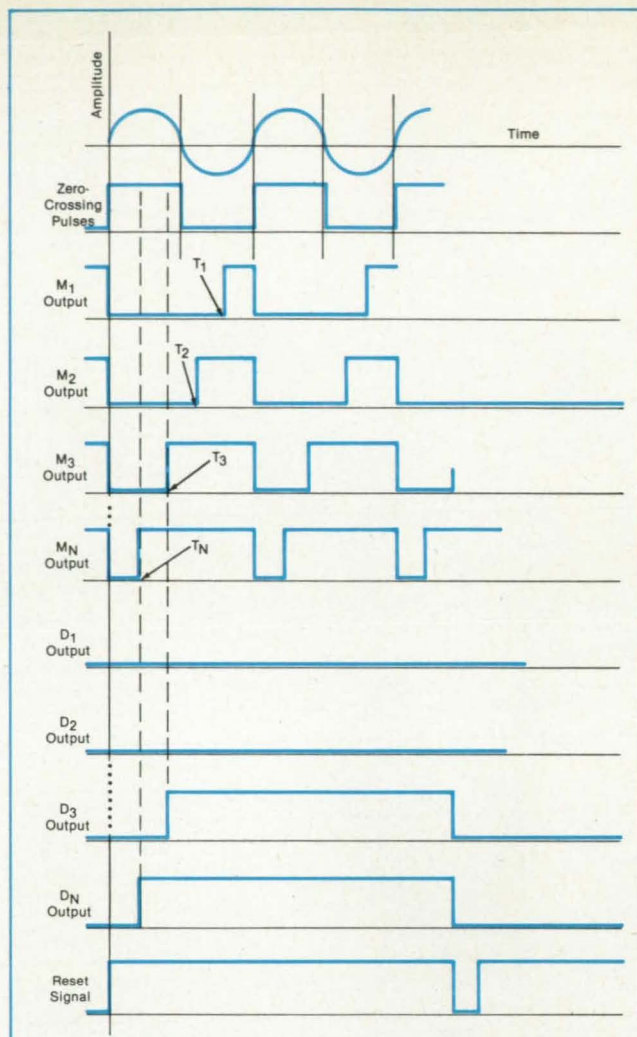 Amplitude
Time
Zero-
Crossing
Pulses
T1
M1
Output
T2
M2
Output
T3
M3
Output
TN
MN
Output
D1
Output
D2
Output
D3
Output
DN
Output
Reset
Signal